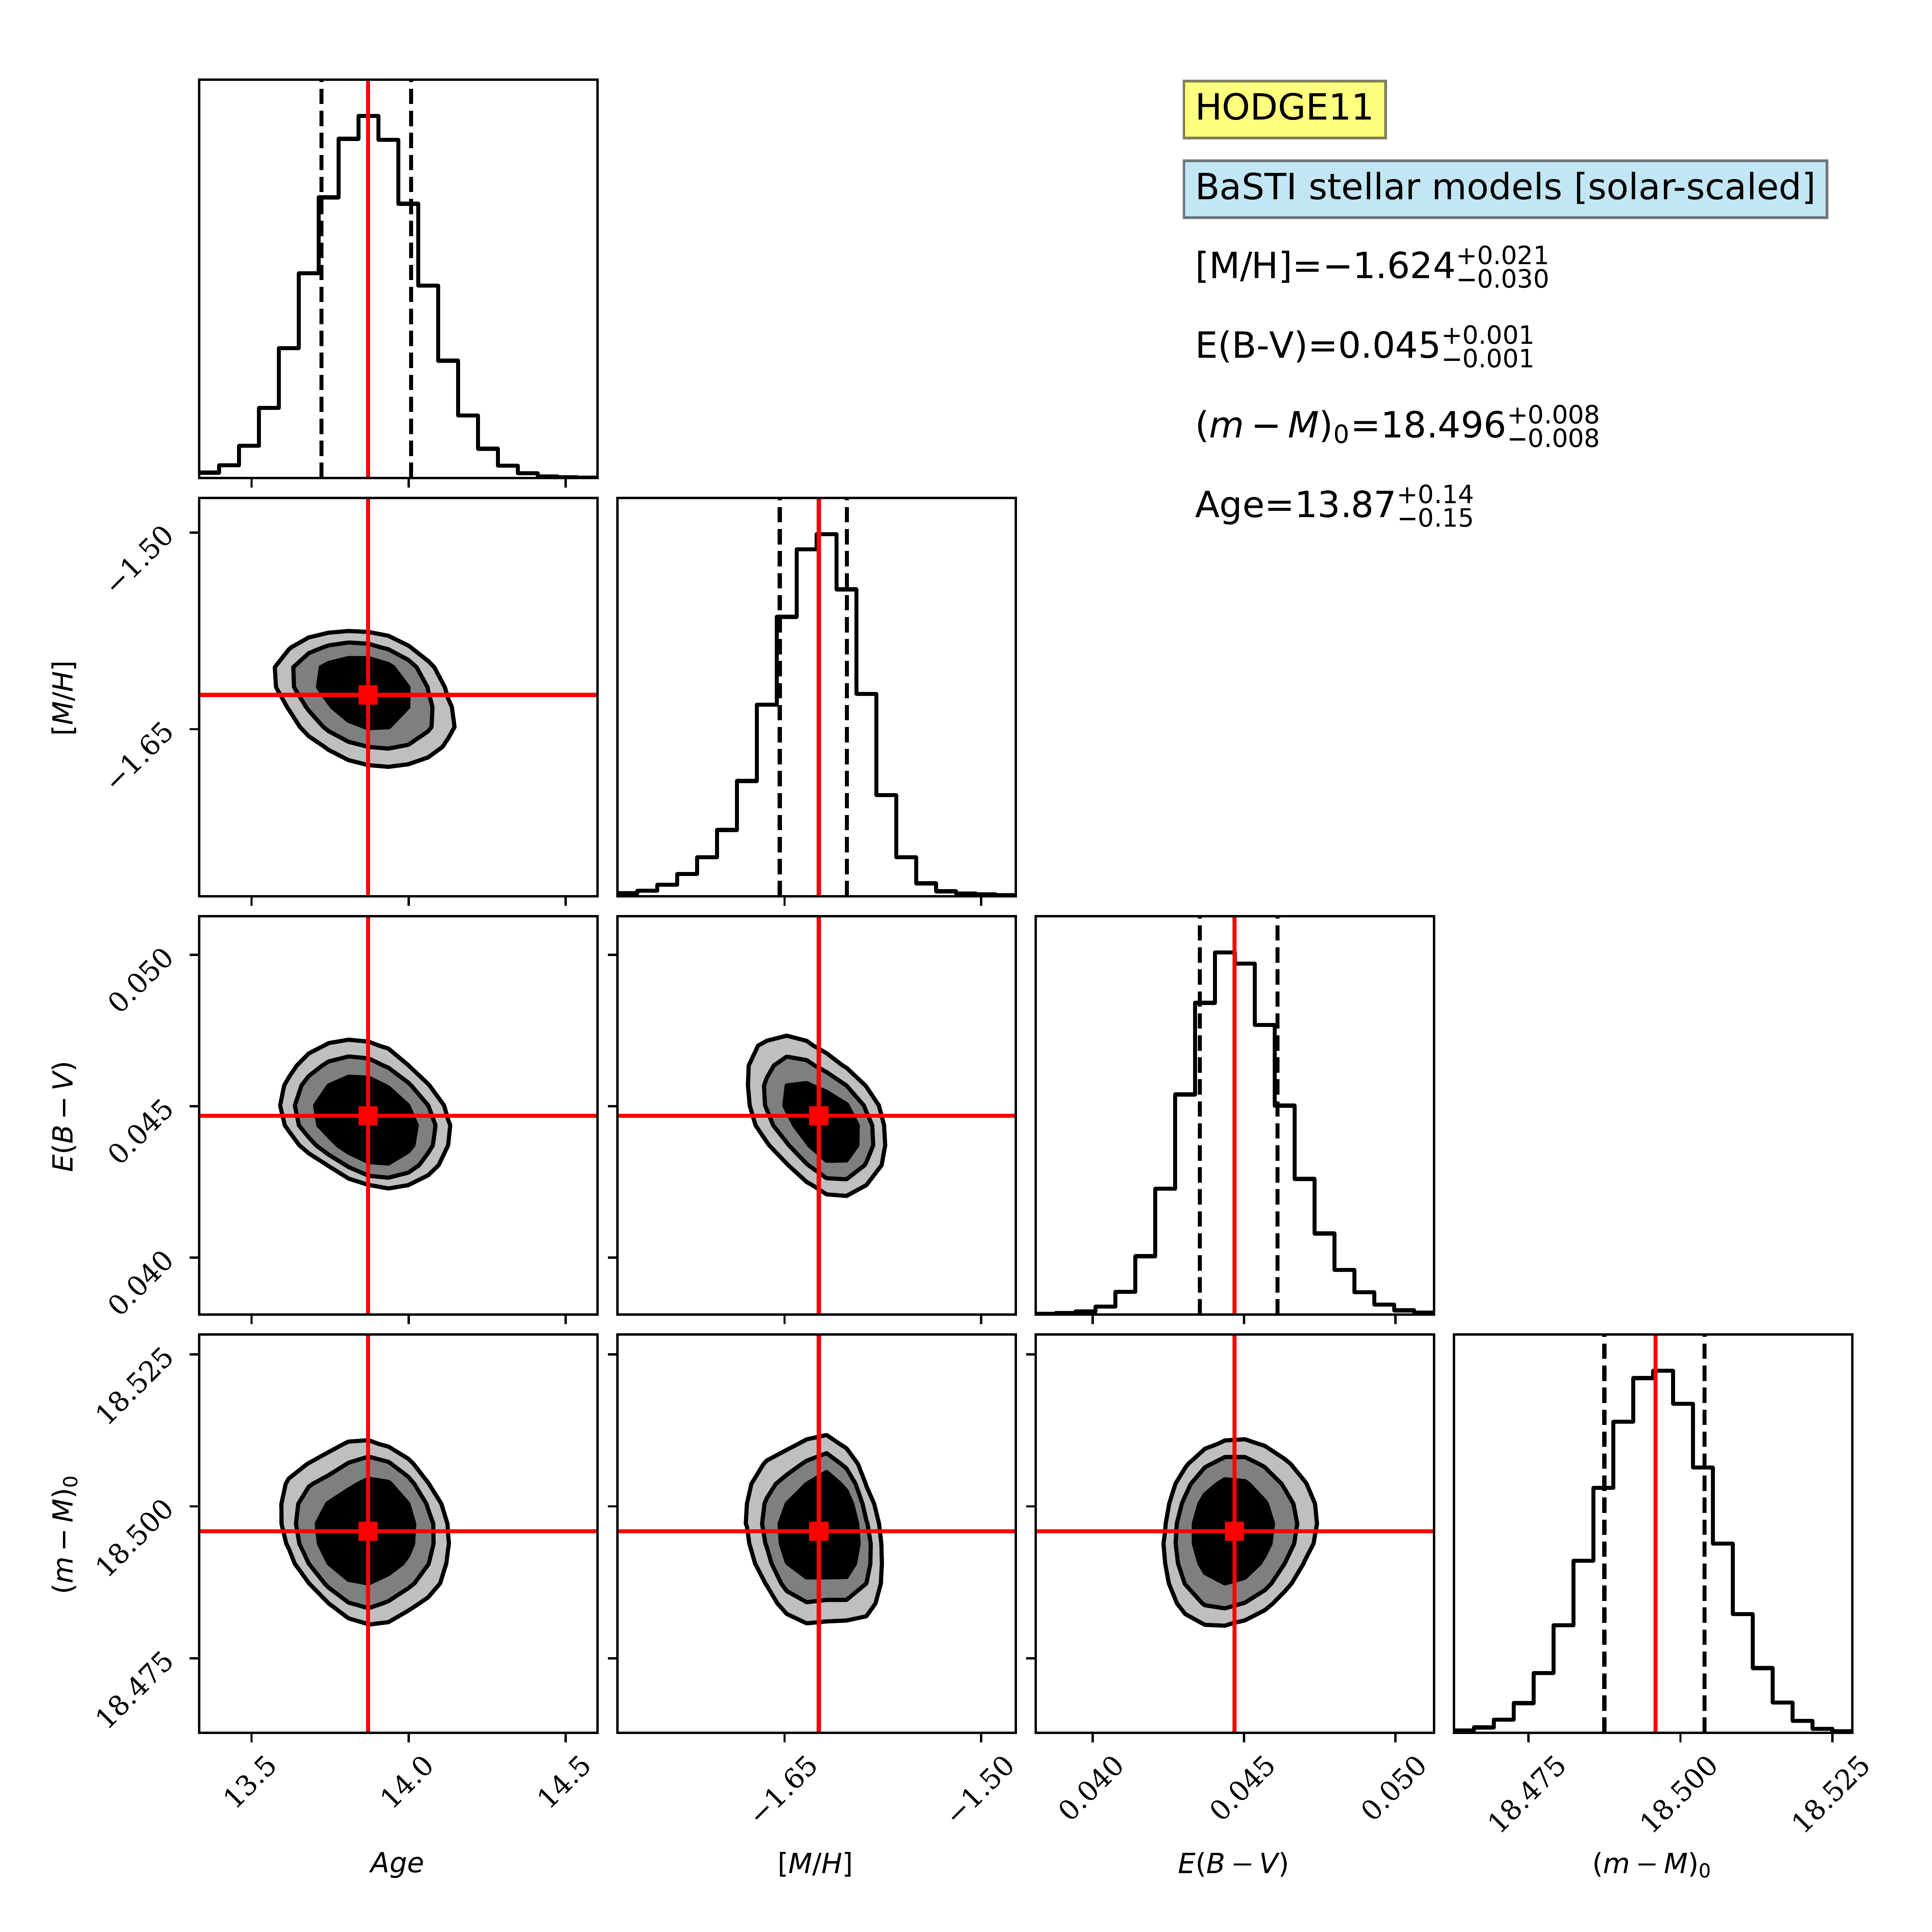 HODGE11
BaSTI stellar models [solar-scaled]
[M/H]=−1.624 +0.021 −0.030
E(B-V)=0.045 +0.001 −0.001
(m − M)₀=18.496 +0.008 −0.008
Age=13.87 +0.14 −0.15
−1.50
−1.65
[M/H]
0.050
0.045
0.040
E(B − V)
18.525
18.500
18.475
(m − M)₀
13.5 14.0 14.5 −1.65 −1.50 0.040 0.045 0.050 18.475 18.500 18.525
Age [M/H] E(B − V) (m − M)₀